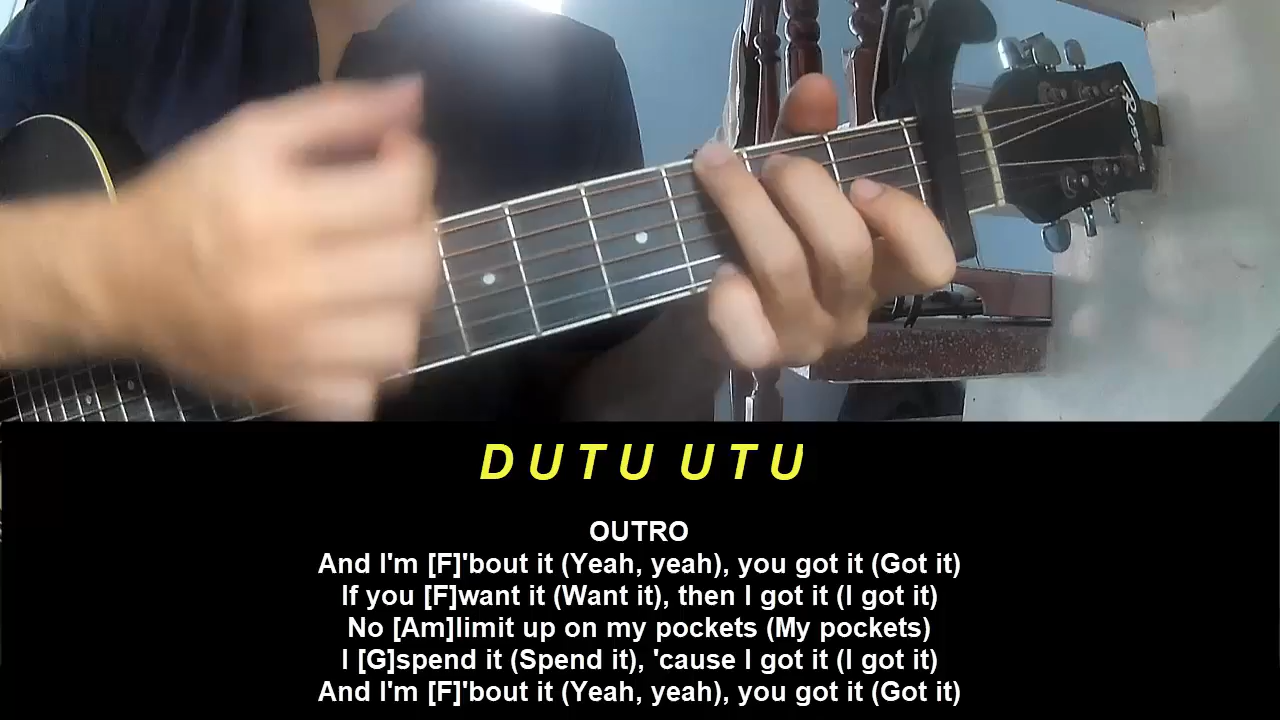 D U T U U T U
OUTRO
And I'm [F]'bout it (Yeah, yeah), you got it (Got it)
If you [F]want it (Want it), then I got it (I got it)
No [Am]limit up on my pockets (My pockets)
I [G]spend it (Spend it), 'cause I got it (I got it)
And I'm [F]'bout it (Yeah, yeah), you got it (Got it)